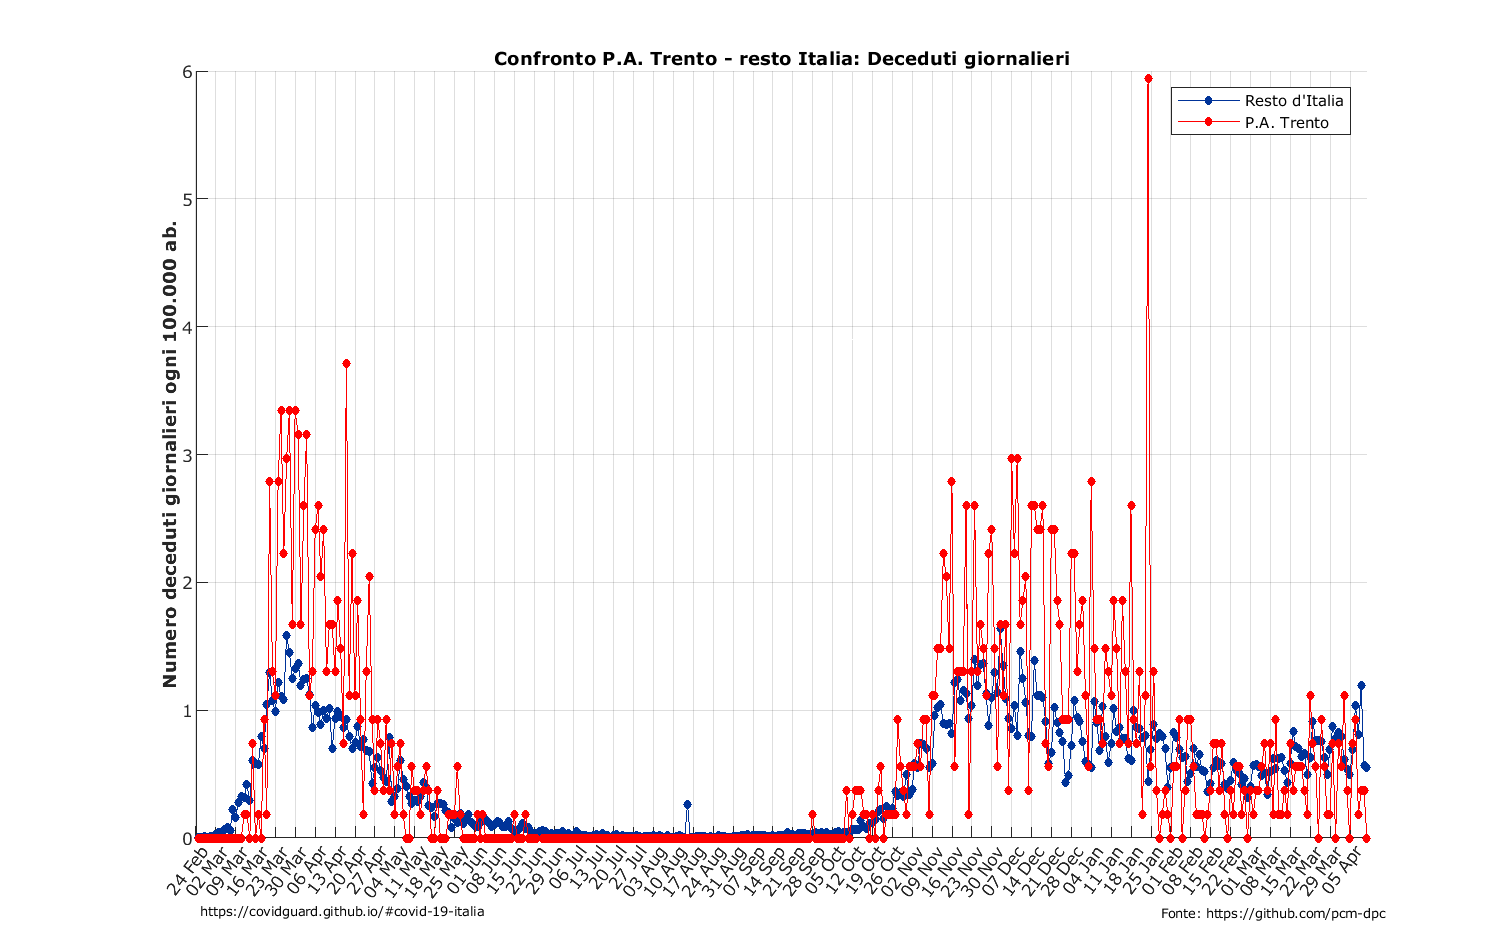 Confronto P.A. Trento - resto Italia: Deceduti giornalieri
Resto d'Italia
P.A. Trento
Numero deceduti giornalieri ogni 100.000 ab.
6
5
4
3
2
1
0
24 Feb
02 Mar
09 Mar
16 Mar
23 Mar
30 Mar
06 Apr
13 Apr
20 Apr
27 Apr
04 May
11 May
18 May
25 May
01 Jun
08 Jun
15 Jun
22 Jun
29 Jun
06 Jul
13 Jul
20 Jul
27 Jul
03 Aug
10 Aug
17 Aug
24 Aug
31 Aug
07 Sep
14 Sep
21 Sep
28 Sep
05 Oct
12 Oct
19 Oct
26 Oct
02 Nov
09 Nov
16 Nov
23 Nov
30 Nov
07 Dec
14 Dec
21 Dec
28 Dec
04 Jan
11 Jan
18 Jan
25 Jan
01 Feb
08 Feb
15 Feb
22 Feb
01 Mar
08 Mar
15 Mar
22 Mar
29 Mar
05 Apr
https://covidguard.github.io/#covid-19-italia
Fonte: https://github.com/pcm-dpc